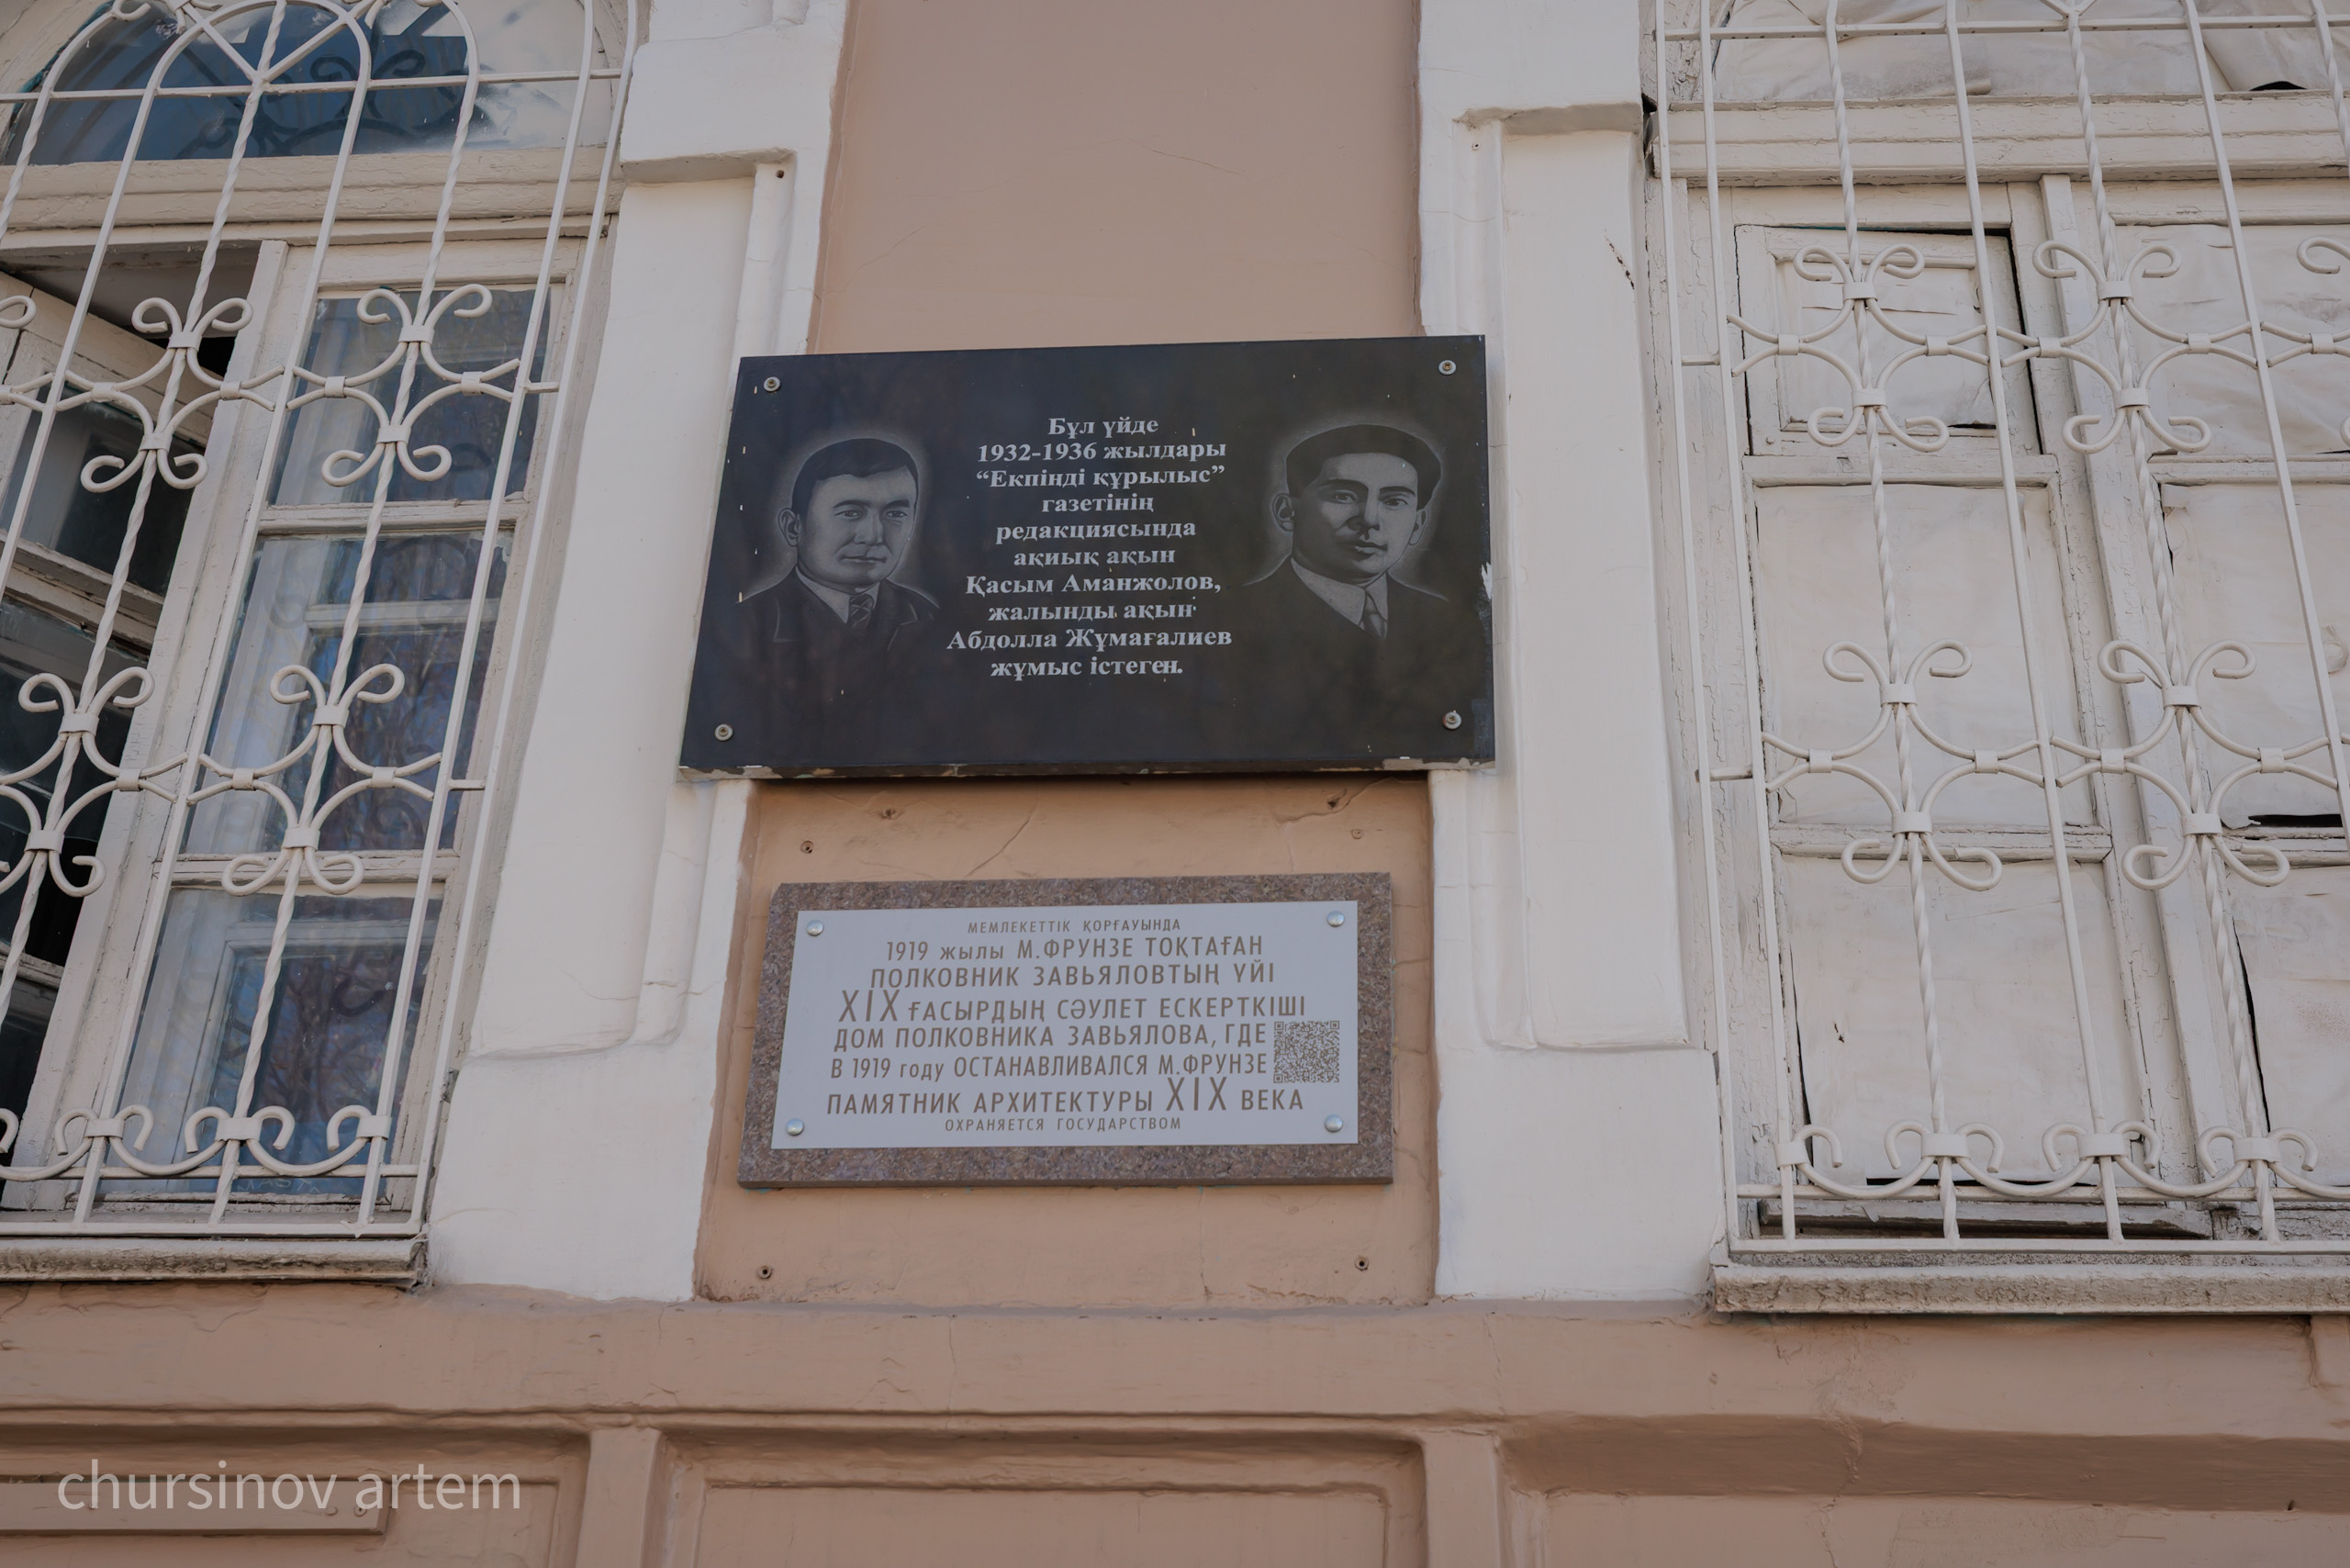 Бұл үйде
1932-1936 жылдары
“Екпінді құрылыс”
газетінің
редакциясында
ақиық ақын
Қасым Аманжолов,
жалынды ақын
Абдолла Жұмағалиев
жұмыс істеген.
МЕМЛЕКЕТТІК ҚОРҒАУЫНДА
1919 жылы М.ФРУНЗЕ ТОҚТАҒАН
ПОЛКОВНИК ЗАВЬЯЛОВТЫҢ ҮЙІ
XIX ҒАСЫРДЫҢ СӘУЛЕТ ЕСКЕРТКІШІ
ДОМ ПОЛКОВНИКА ЗАВЬЯЛОВА, ГДЕ
В 1919 году ОСТАНАВЛИВАЛСЯ М.ФРУНЗЕ
ПАМЯТНИК АРХИТЕКТУРЫ XIX ВЕКА
ОХРАНЯЕТСЯ ГОСУДАРСТВОМ
chursinov artem